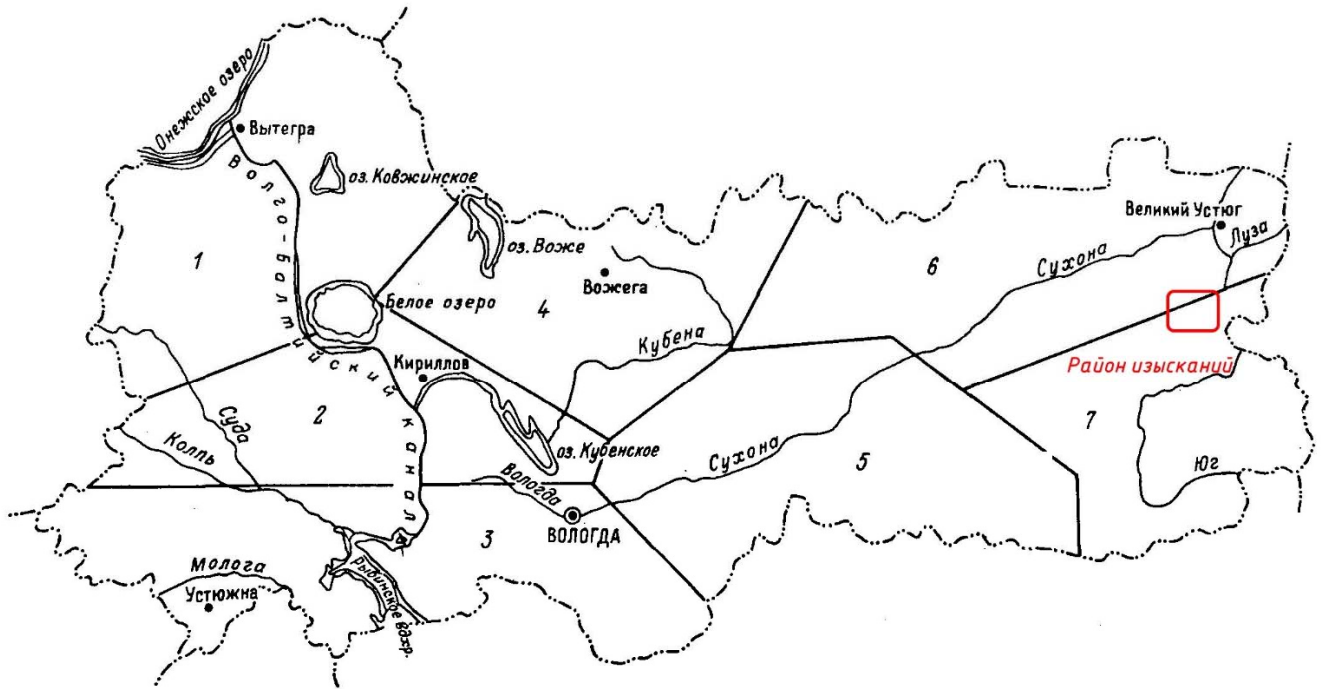 Онежское озеро
Вытегра
Волго-Балтийский канал
оз. Ковжинское
оз. Воже
Вожега
Великий Устюг
Луза
Сухона
1
6
4
Белое озеро
Кубена
Кириллов
Район изысканий
2
7
Суда
Колпь
оз. Кубенское
Сухона
5
Юг
Вологда
ВОЛОГДА
3
Молога
Устюжна
Рыбинское вдхр.